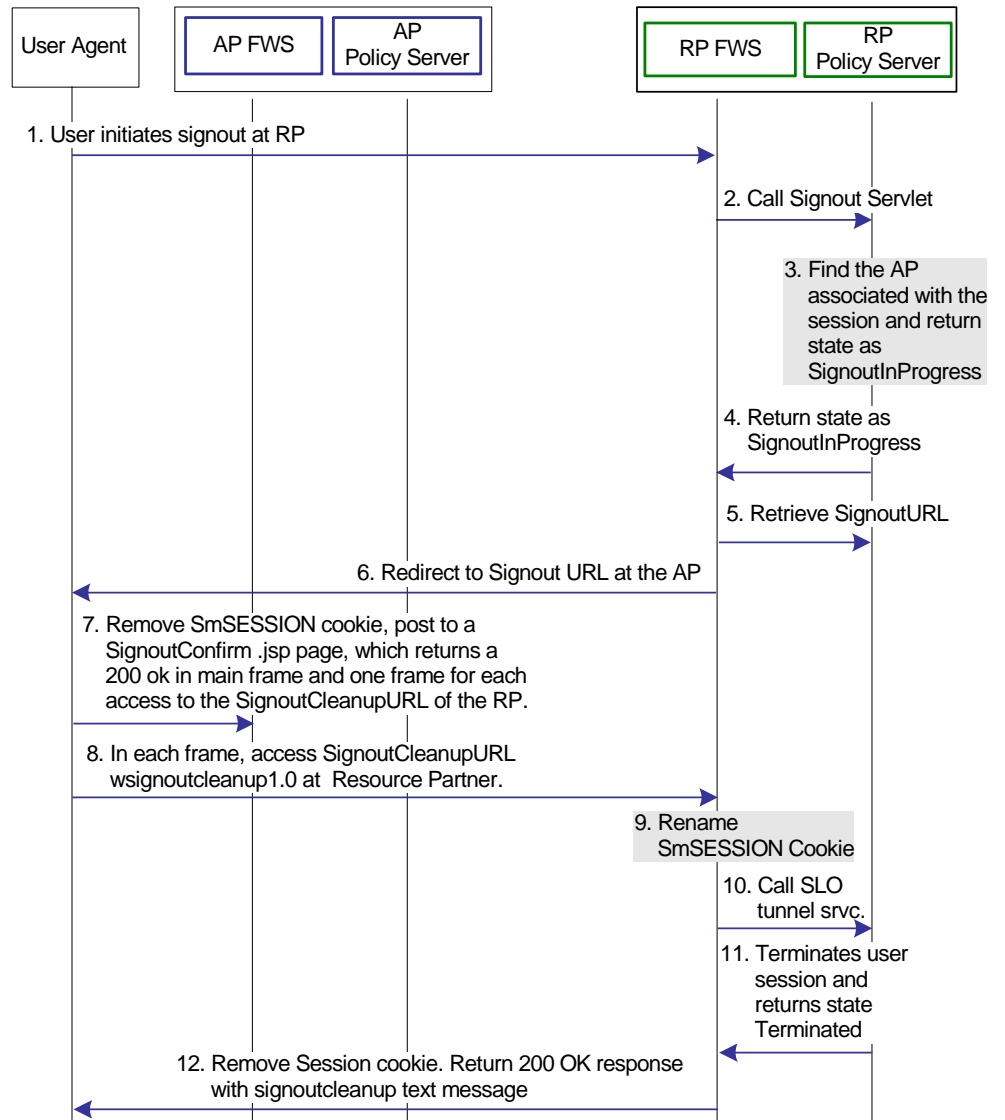 User Agent
AP FWS
AP
Policy Server
RP FWS
RP
Policy Server
1. User initiates signout at RP
2. Call Signout Servlet
3. Find the AP
associated with the
session and return
state as
SignoutInProgress
4. Return state as
SignoutInProgress
5. Retrieve SignoutURL
6. Redirect to Signout URL at the AP
7. Remove SmSESSION cookie, post to a
SignoutConfirm .jsp page, which returns a
200 ok in main frame and one frame for each
access to the SignoutCleanupURL of the RP.
8. In each frame, access SignoutCleanupURL
wsignoutcleanup1.0 at Resource Partner.
9. Rename
SmSESSION Cookie
10. Call SLO
tunnel srvc.
11. Terminates user
session and
returns state
Terminated
12. Remove Session cookie. Return 200 OK response
with signoutcleanup text message